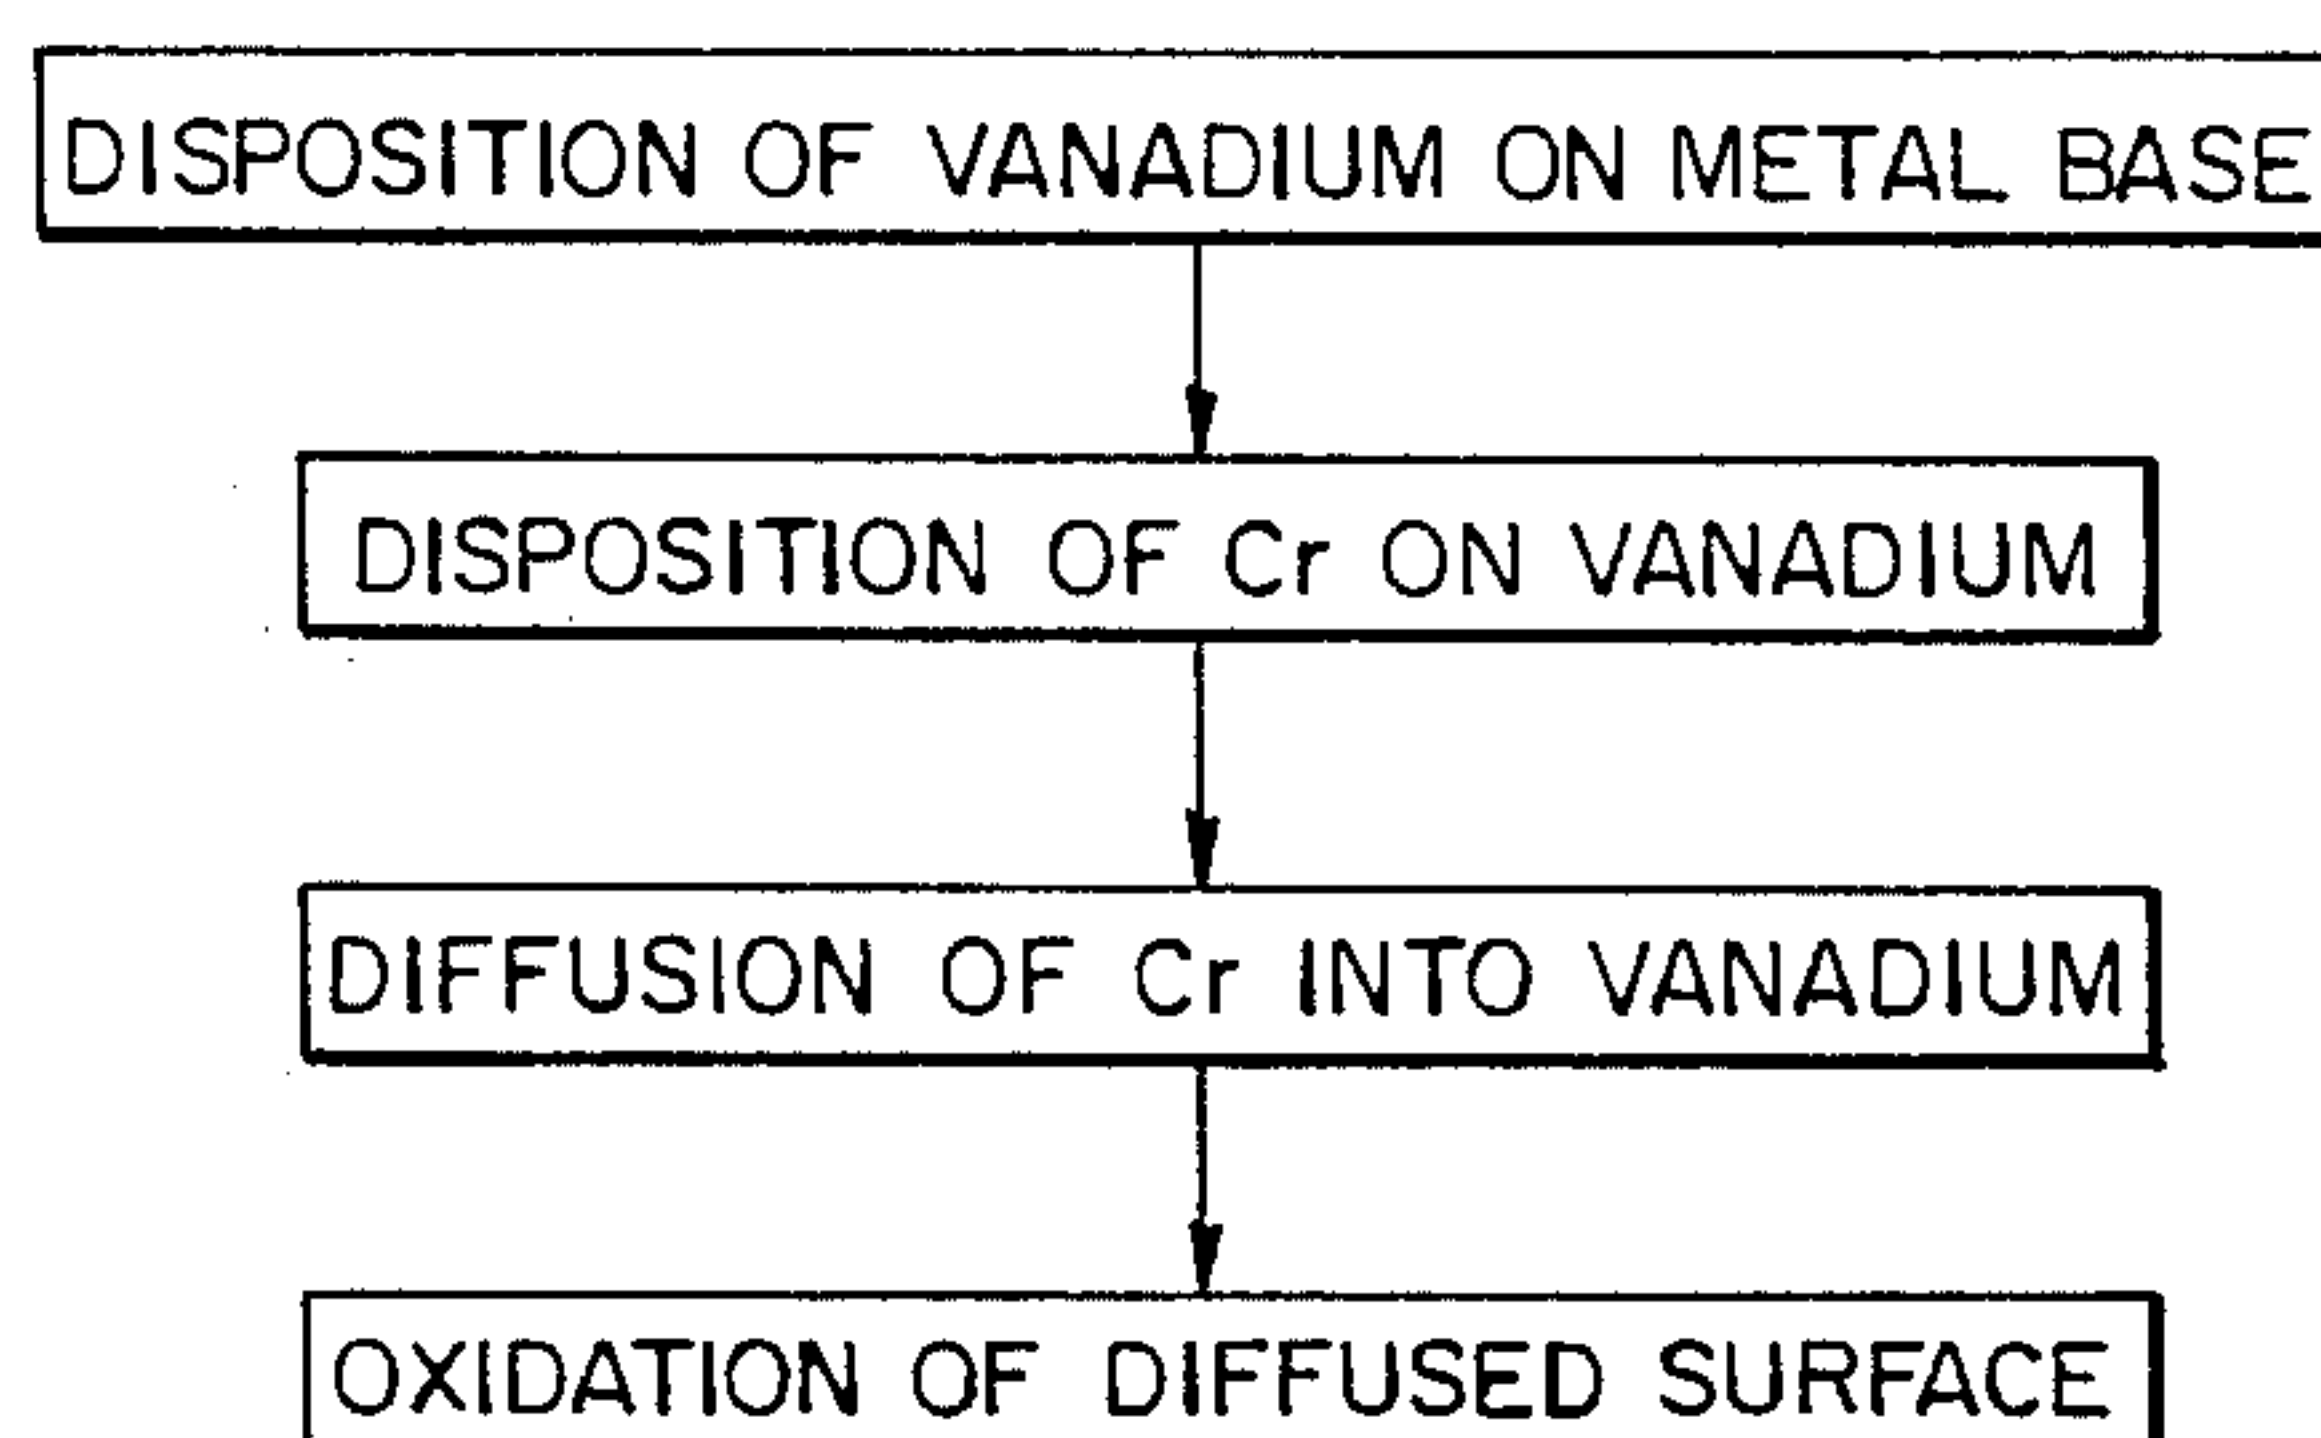 DISPOSITION OF VANADIUM ON METAL BASE
DISPOSITION OF Cr ON VANADIUM
DIFFUSION OF Cr INTO VANADIUM
OXIDATION OF DIFFUSED SURFACE